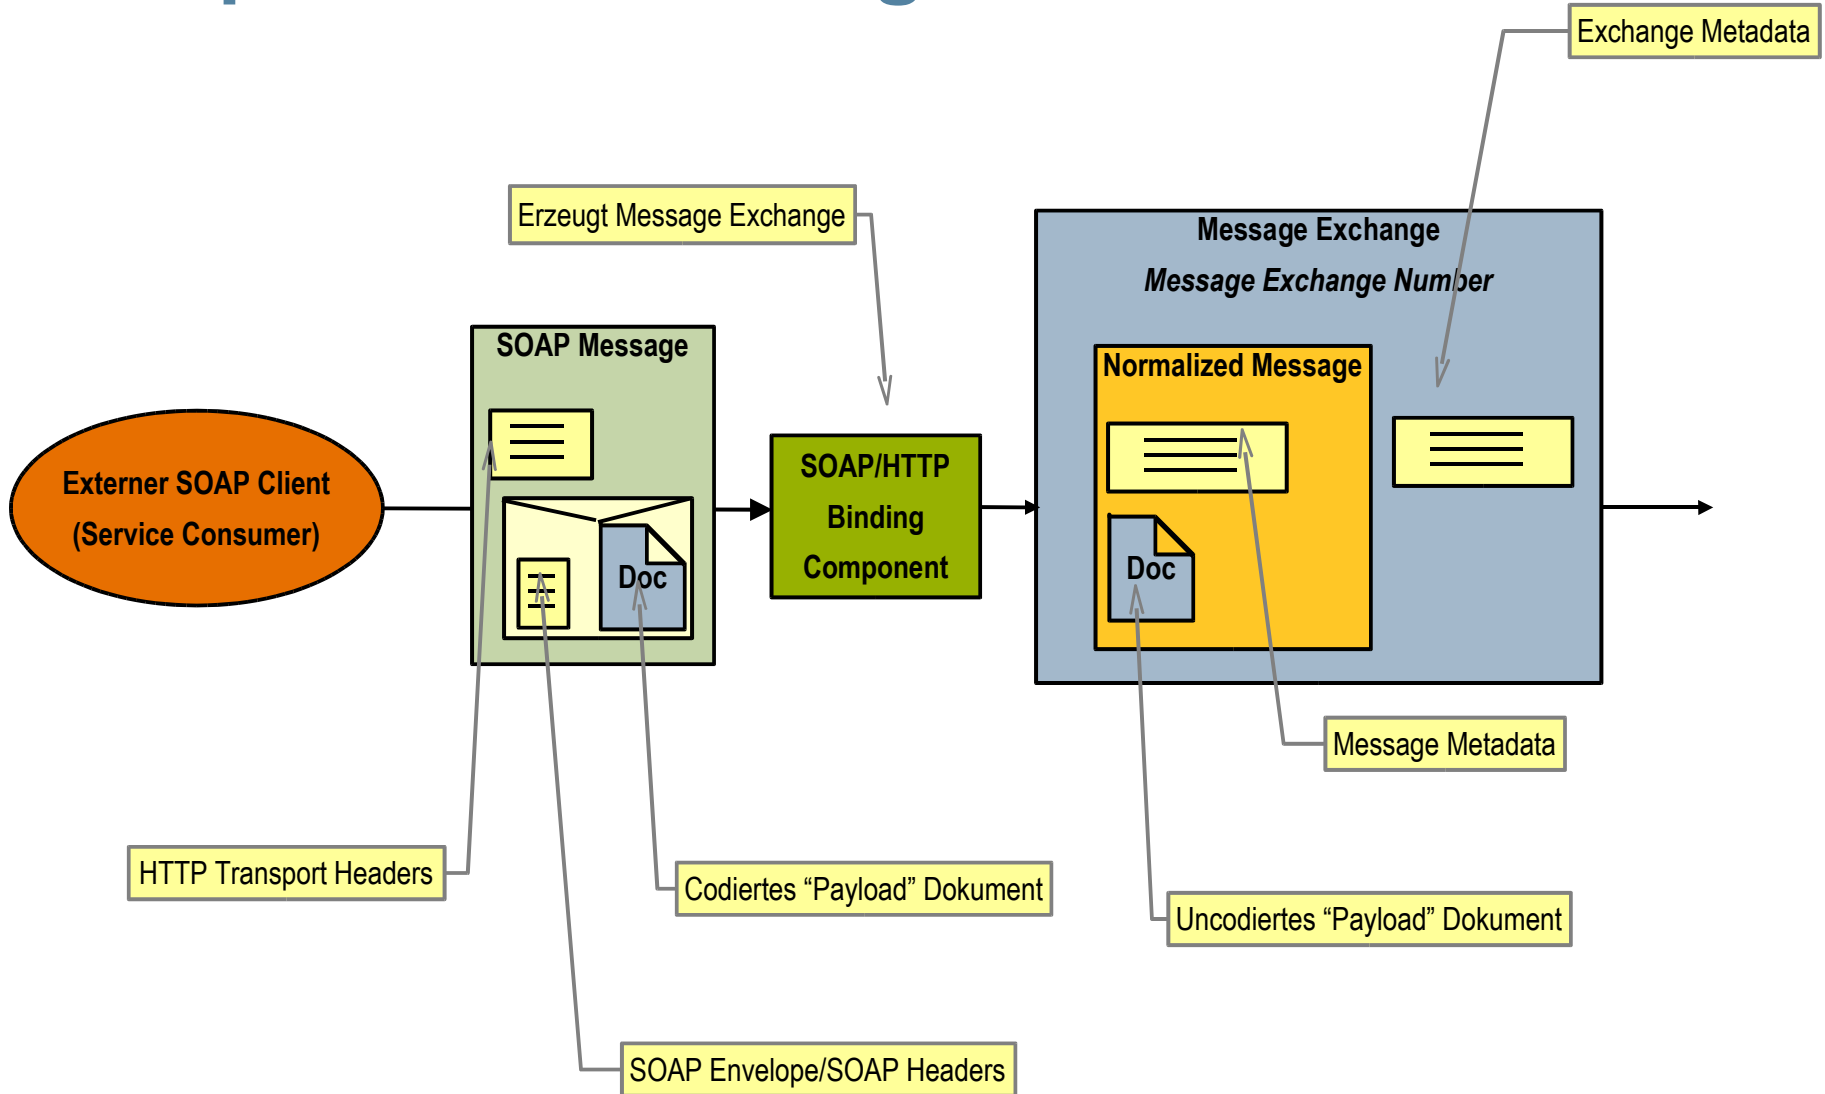 Exchange Metadata
Erzeugt Message Exchange
Message Exchange
Message Exchange Number
SOAP Message
Normalized Message
Externer SOAP Client
(Service Consumer)
SOAP/HTTP
Binding
Component
Doc
Doc
Message Metadata
HTTP Transport Headers
Codiertes “Payload” Dokument
Uncodiertes “Payload” Dokument
SOAP Envelope/SOAP Headers